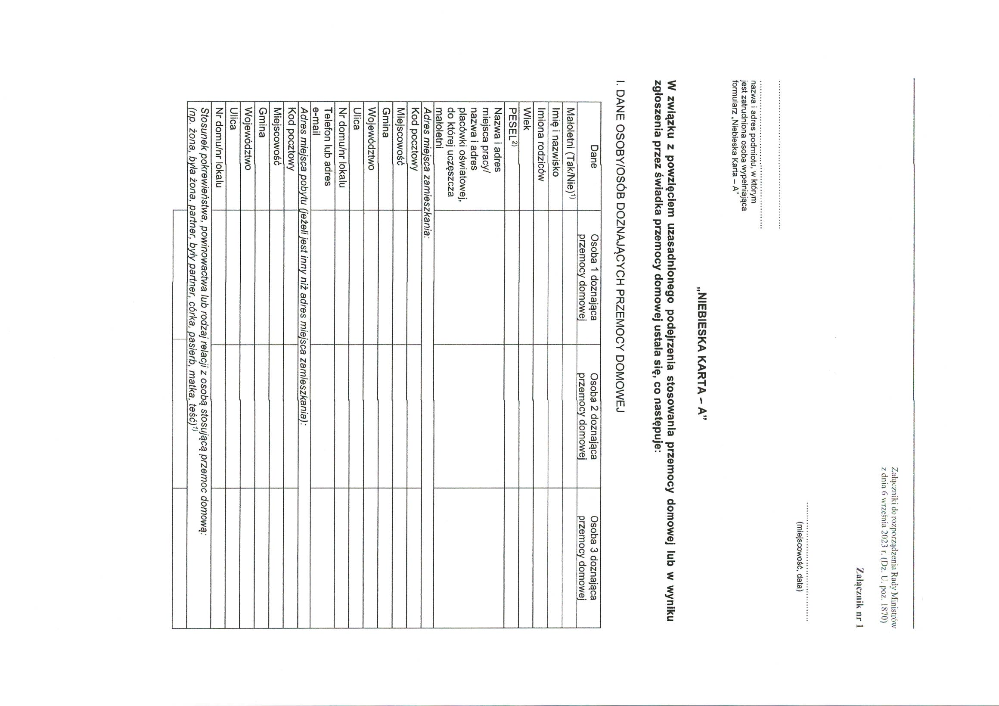 Załączniki do rozporządzenia Rady Ministrów
z dnia 6 września 2023 r. (Dz. U. poz. 1870)
Załącznik nr 1
(miejscowość, data)
nazwa i adres podmiotu, w którym
jest zatrudniona osoba wypełniająca
formularz „Niebieska Karta – A”
„NIEBIESKA KARTA – A”
W związku z powzięciem uzasadnionego podejrzenia stosowania przemocy domowej lub w wyniku
zgłoszenia przez świadka przemocy domowej ustala się, co następuje:
I. DANE OSOBY/OSÓB DOZNAJĄCYCH PRZEMOCY DOMOWEJ
Dane
Osoba 1 doznająca
przemocy domowej
Osoba 2 doznająca
przemocy domowej
Osoba 3 doznająca
przemocy domowej
Małoletni (Tak/Nie)¹⁾
Imię i nazwisko
Imiona rodziców
Wiek
PESEL²⁾
Nazwa i adres
miejsca pracy/
nazwa i adres
placówki oświatowej,
do której uczęszcza
małoletni
Adres miejsca zamieszkania:
Kod pocztowy
Miejscowość
Gmina
Województwo
Ulica
Nr domu/nr lokalu
Telefon lub adres
e-mail
Adres miejsca pobytu (jeżeli jest inny niż adres miejsca zamieszkania):
Kod pocztowy
Miejscowość
Gmina
Województwo
Ulica
Nr domu/nr lokalu
Stosunek pokrewieństwa, powinowactwa lub rodzaj relacji z osobą stosującą przemoc domową:
(np. żona, była żona, partner, były partner, córka, pasierb, matka, teść)¹⁾